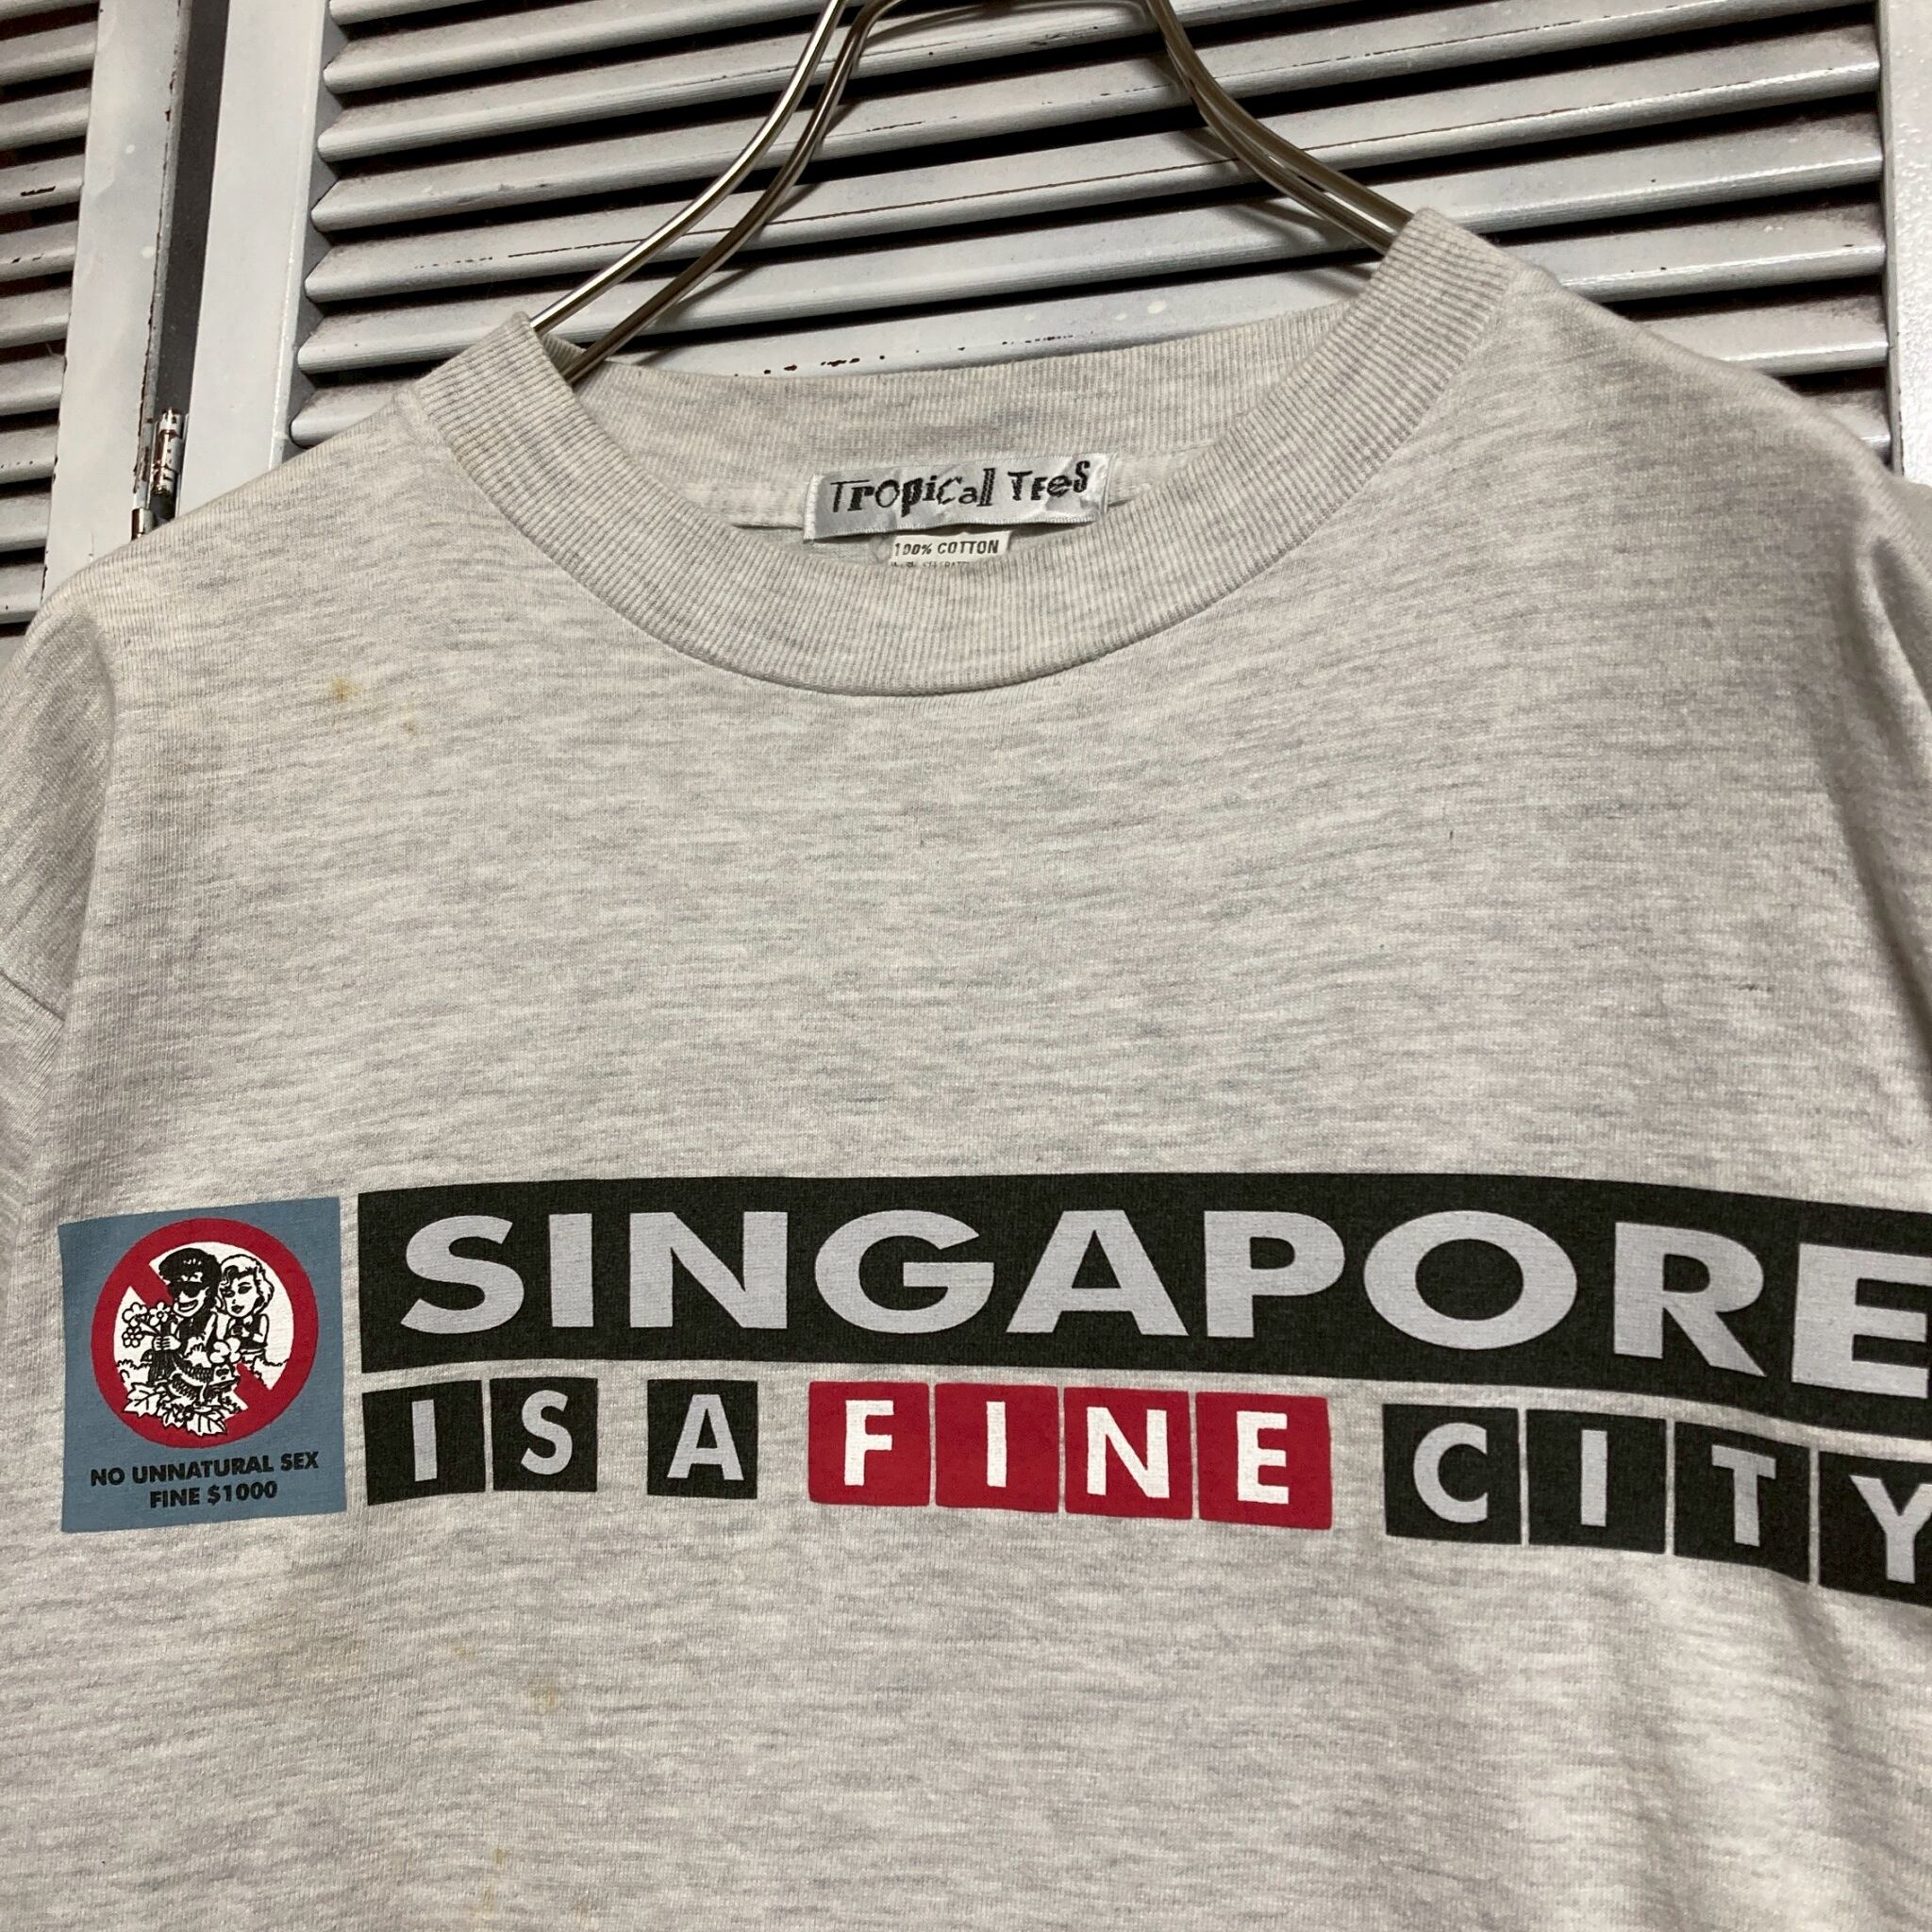 Tropical Tees
100% COTTON
SINGAPORE
IS A FINE CITY
NO UNNATURAL SEX
FINE $1000